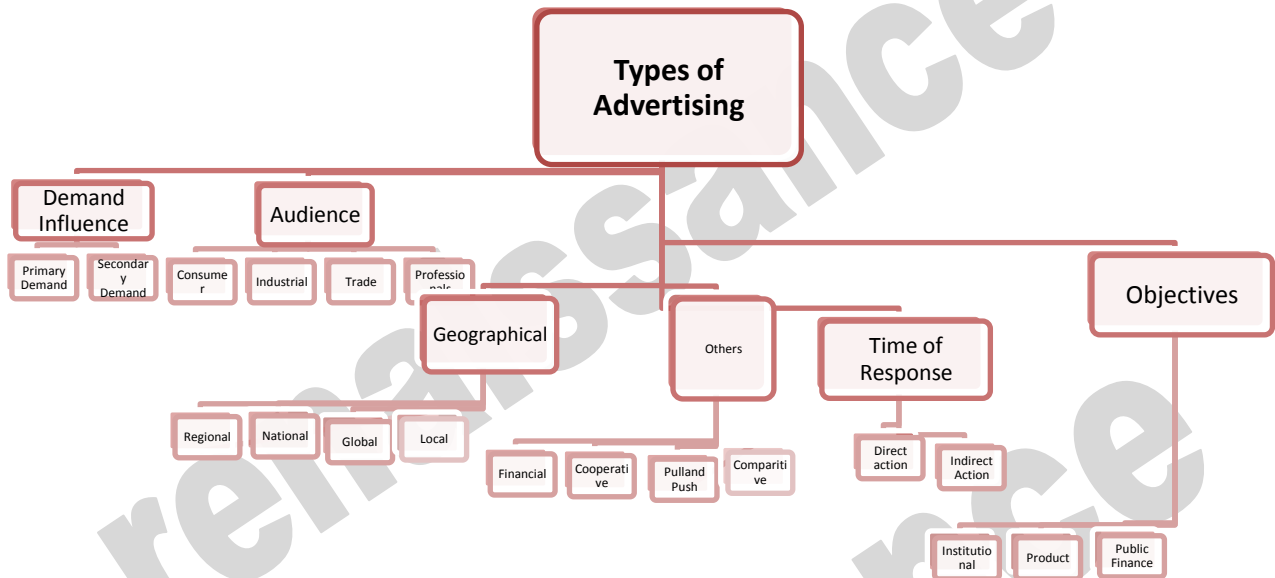 Types of
Advertising
Demand
Influence
Audience
Primary
Demand
Secondar
y
Demand
Consume
r
Industrial
Trade
Professio
nals
Geographical
Others
Time of
Response
Objectives
Regional
National
Global
Local
Financial
Cooperati
ve
Pulland
Push
Compariti
ve
Direct
action
Indirect
Action
Institutio
nal
Product
Public
Finance
renaissance